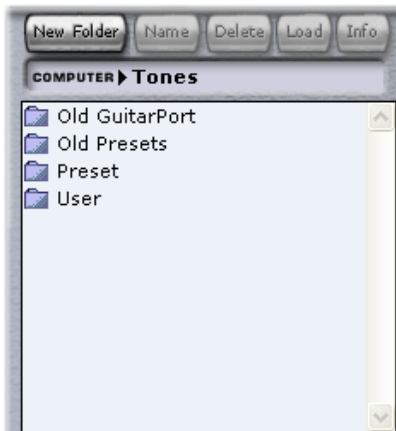 New Folder Name Delete Load Info
COMPUTER Tones
Old GuitarPort
Old Presets
Preset
User